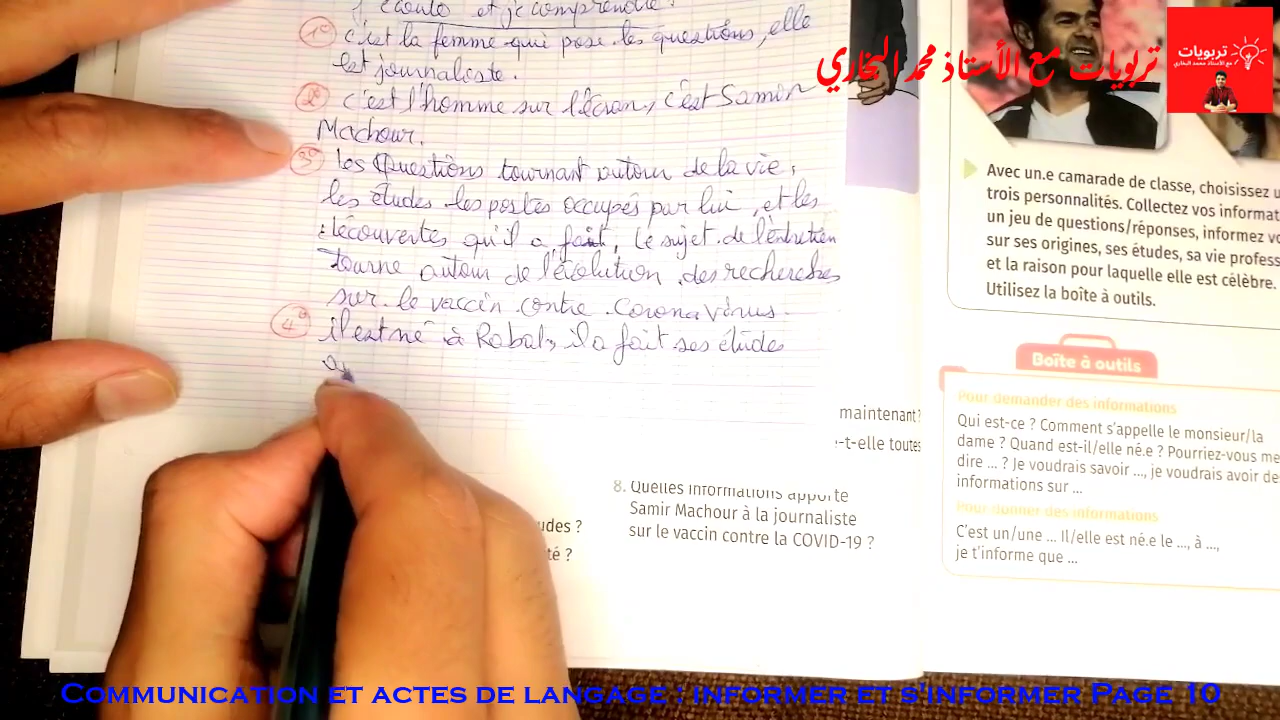 j'écoute et je comprends :
1° c'est la femme qui pose les questions, elle
est journaliste.
2° c'est l'homme sur l'écran, c'est Samir
Machour.
3° les Questions tournant autour de la vie,
les études les postes occupés par lui, et les
découvertes qu'il a fait, le sujet de l'entretien
tourne autour de l'évolution des recherches
sur le vaccin contre Corona Virus.
4° il est né à Rabat, il a fait ses études
maintenant ?
-t-elle toutes
udes ?
té ?
8. Quelles informations apporte
Samir Machour à la journaliste
sur le vaccin contre la COVID-19 ?
تربويات مع الأستاذ محمد البخاري
تربويات
مع الأستاذ محمد البخاري
Avec un.e camarade de classe, choisissez u
trois personnalités. Collectez vos informat
un jeu de questions/réponses, informez vo
sur ses origines, ses études, sa vie profess
et la raison pour laquelle elle est célèbre.
Utilisez la boîte à outils.
Boîte à outils
Pour demander des informations
Qui est-ce ? Comment s'appelle le monsieur/la
dame ? Quand est-il/elle né.e ? Pourriez-vous me
dire ... ? Je voudrais savoir ..., je voudrais avoir de
informations sur ...
Pour donner des informations
C'est un/une ... Il/elle est né.e le ..., à ...,
je t'informe que ...
Communication et actes de langage : informer et s'informer Page 10